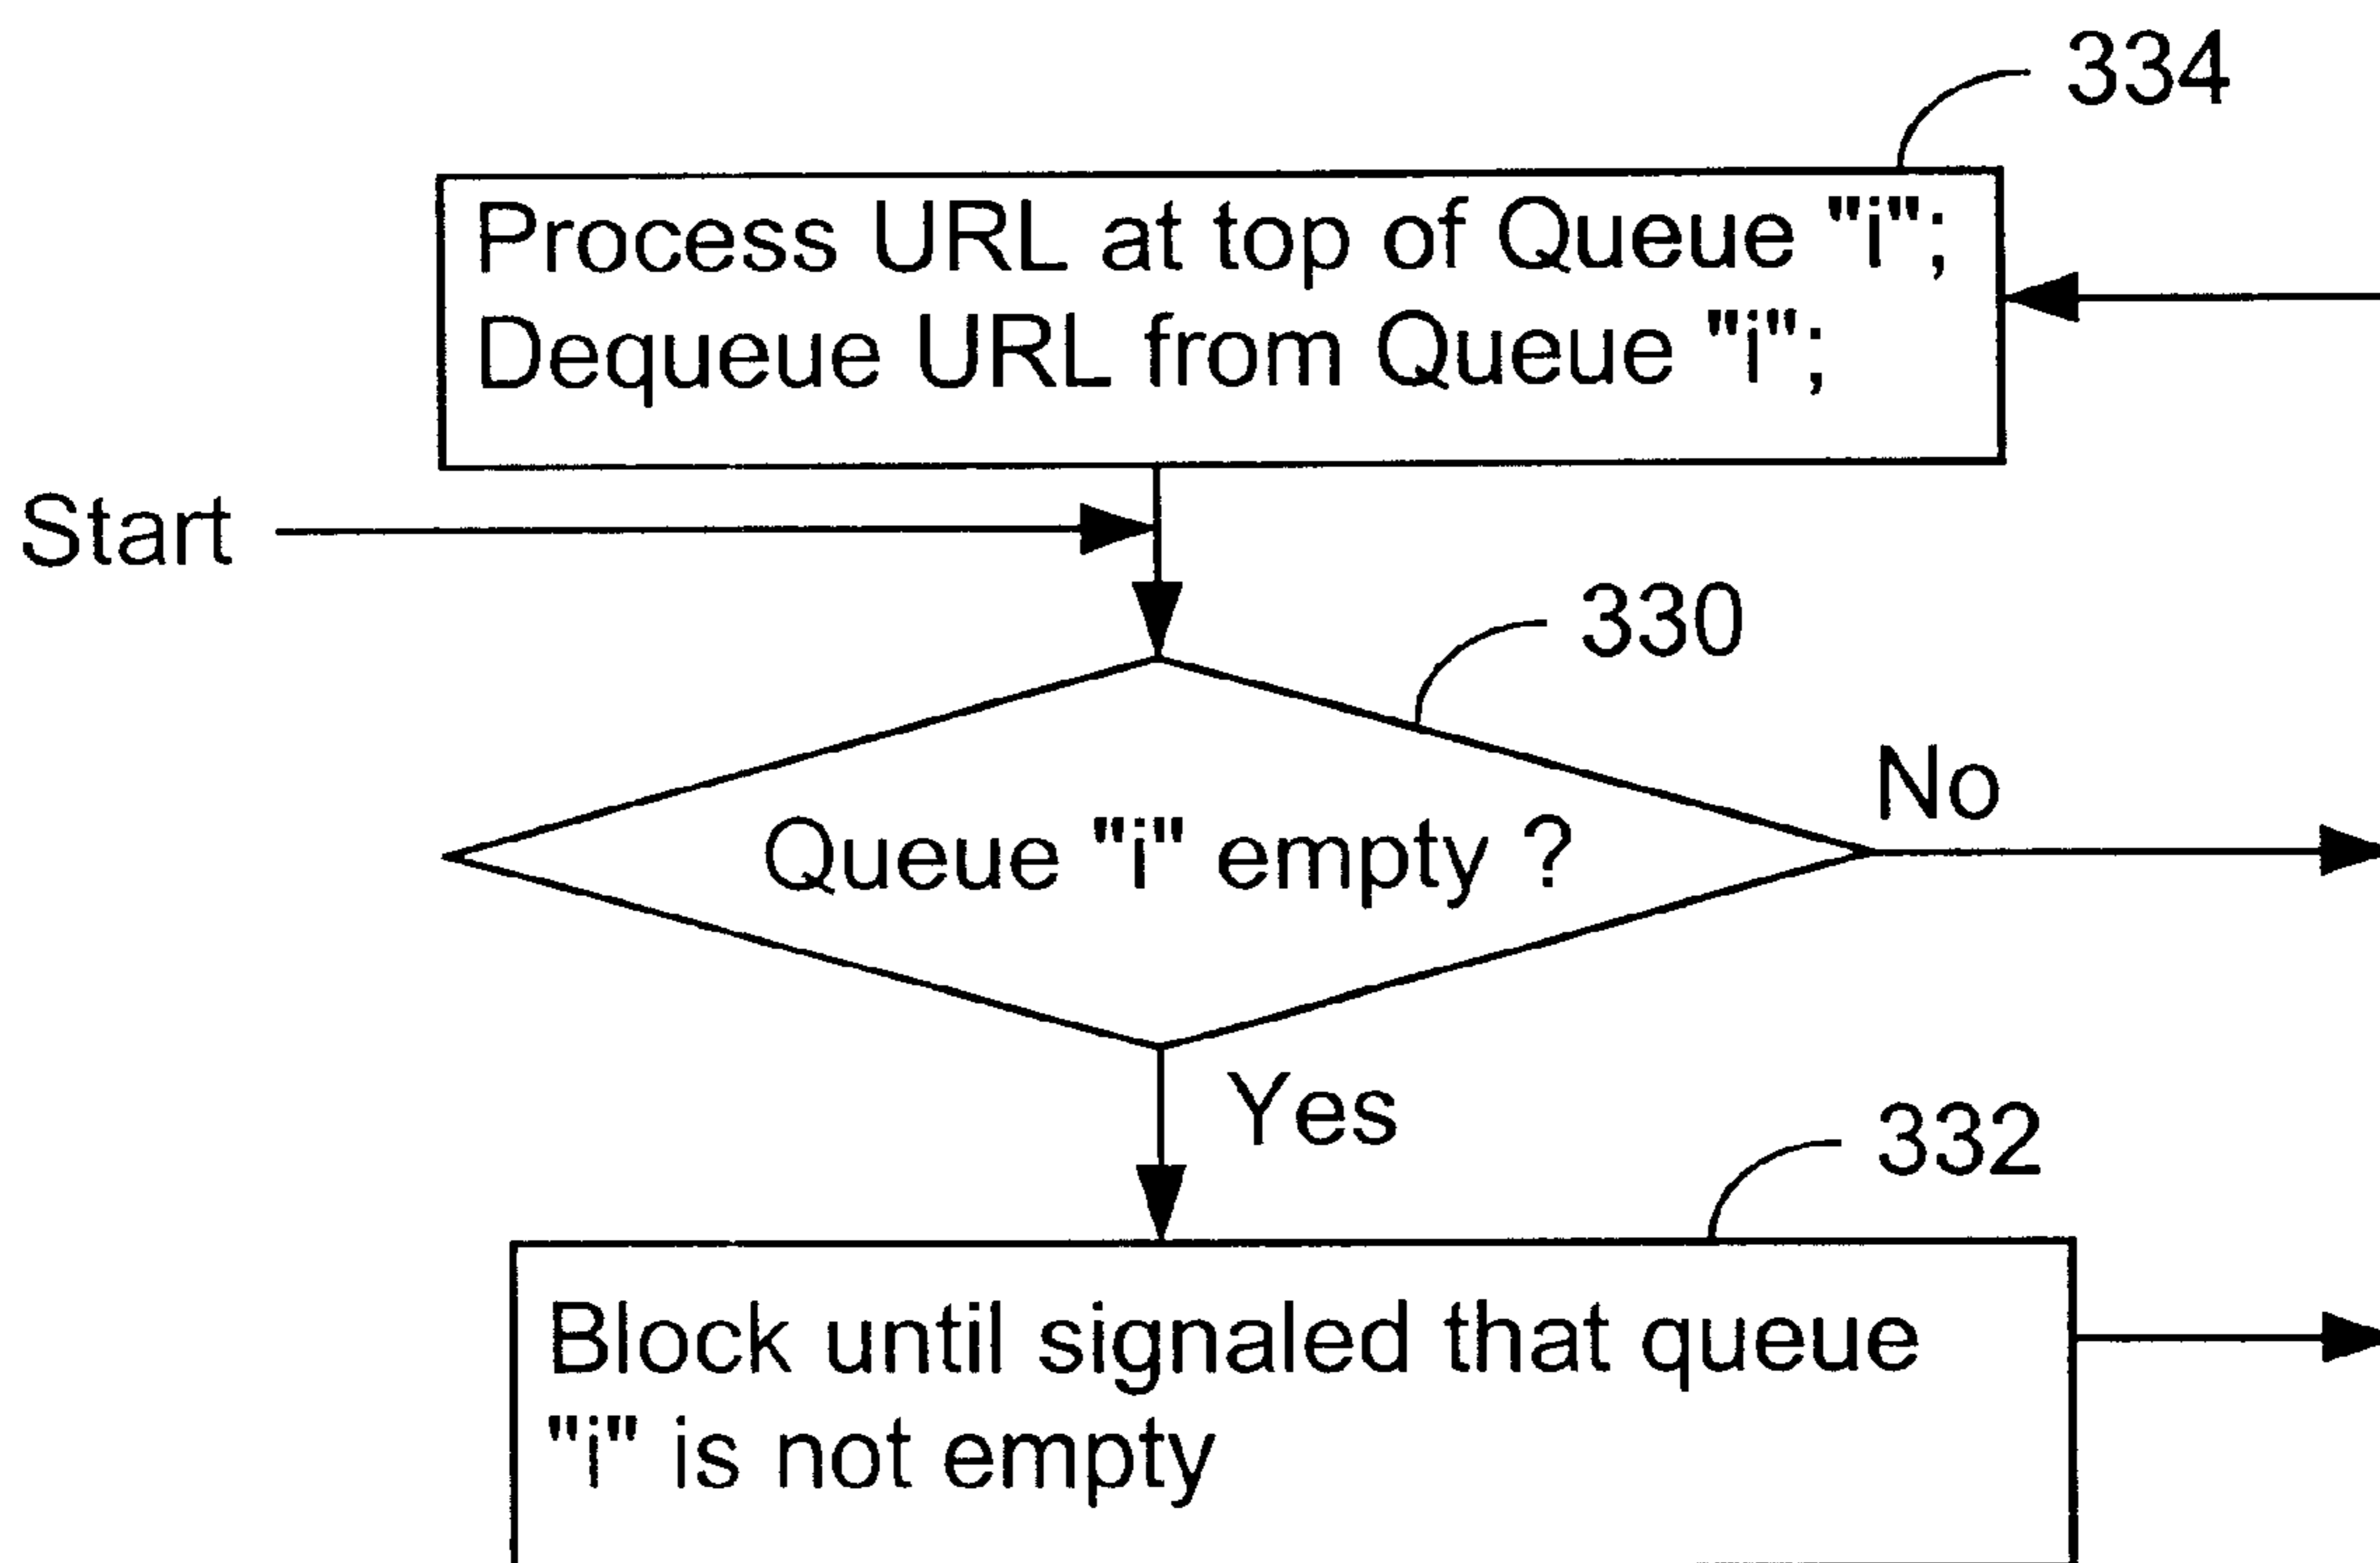 334
Process URL at top of Queue "i";
Dequeue URL from Queue "i";
Start
330
No
Queue "i" empty ?
Yes
332
Block until signaled that queue
"i" is not empty